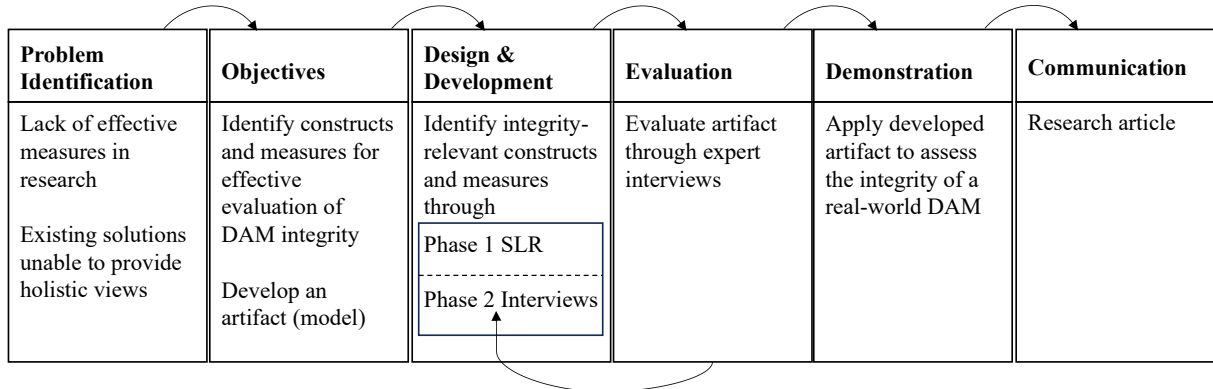 Problem
Identification
Lack of effective
measures in
research
Existing solutions
unable to provide
holistic views
Objectives
Identify constructs
and measures for
effective
evaluation of
DAM integrity
Develop an
artifact (model)
Design &
Development
Identify integrity-
relevant constructs
and measures
through
Phase 1 SLR
Phase 2 Interviews
Evaluation
Evaluate artifact
through expert
interviews
Demonstration
Apply developed
artifact to assess
the integrity of a
real-world DAM
Communication
Research article